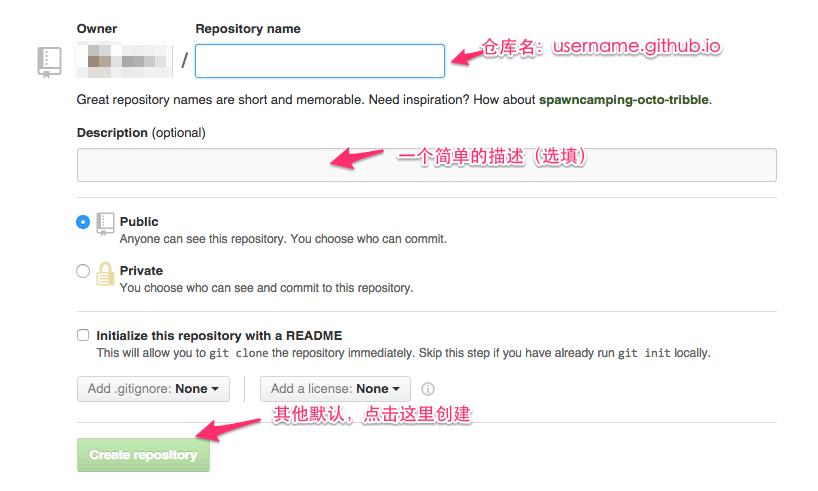 Owner Repository name
/
仓库名：username.github.io
Great repository names are short and memorable. Need inspiration? How about spawncamping-octo-tribble.
Description (optional)
一个简单的描述（选填）
Public
Anyone can see this repository. You choose who can commit.
Private
You choose who can see and commit to this repository.
Initialize this repository with a README
This will allow you to git clone the repository immediately. Skip this step if you have already run git init locally.
Add .gitignore: None Add a license: None
其他默认，点击这里创建
Create repository